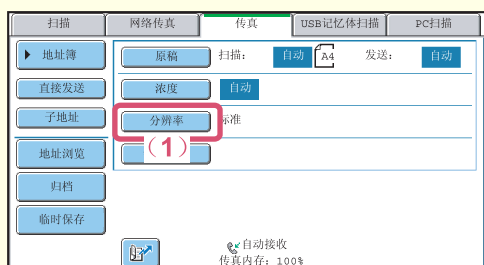 扫描 网络传真 传真 USB记忆体扫描 PC扫描
地址簿 原稿 扫描: 自动 A4 发送: 自动
直接发送 浓度 自动
子地址 分辨率 标准
(1)
地址浏览
归档
临时保存
自动接收
传真内存: 100%